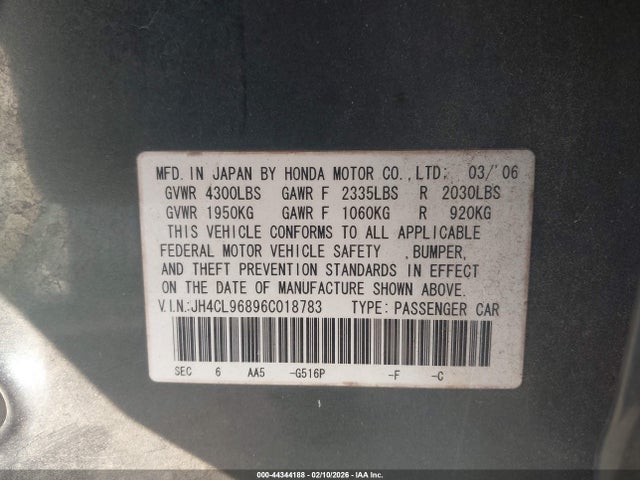 MFD. IN JAPAN BY HONDA MOTOR CO.,LTD: 03/'06
GVWR 4300LBS GAWR F 2335LBS R 2030LBS
GVWR 1950KG GAWR F 1060KG R 920KG
THIS VEHICLE CONFORMS TO ALL APPLICABLE
FEDERAL MOTOR VEHICLE SAFETY ,BUMPER,
AND THEFT PREVENTION STANDARDS IN EFFECT
ON THE DATE OF MANUFACTURE SHOWN ABOVE.
V.I.N:JH4CL96896C018783 TYPE: PASSENGER CAR
SEC 6 AA5 -G516P -F -C
000-44344188 - 02/10/2026 - IAA Inc.